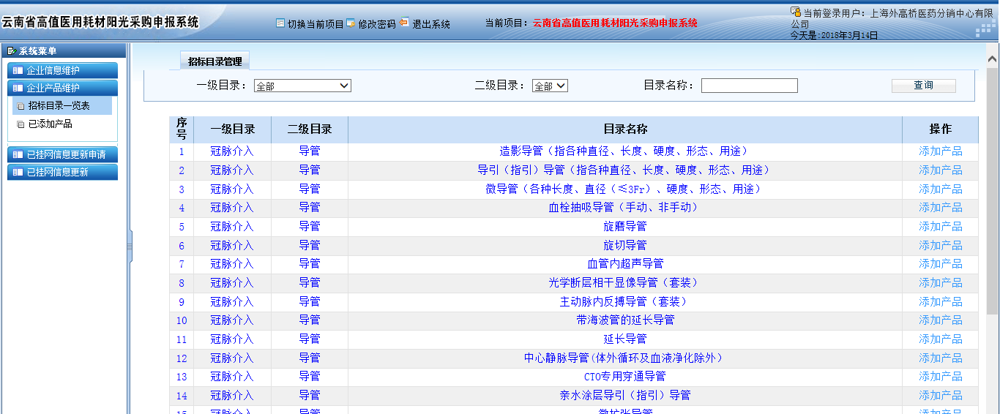 云南省高值医用耗材阳光采购申报系统
切换当前项目 修改密码 退出系统 当前项目：云南省高值医用耗材阳光采购申报系统
当前登录用户：上海外高桥医药分销中心有限
公司
今天是:2018年3月14日
系统菜单
企业信息维护
企业产品维护
招标目录一览表
已添加产品
已挂网信息更新申请
已挂网信息更新
招标目录管理
一级目录： 全部 二级目录： 全部 目录名称： 查询
序号 一级目录 二级目录 目录名称 操作
1 冠脉介入 导管 造影导管（指各种直径、长度、硬度、形态、用途） 添加产品
2 冠脉介入 导管 导引（指引）导管（指各种直径、长度、硬度、形态、用途） 添加产品
3 冠脉介入 导管 微导管（各种长度、直径（≤3Fr）、硬度、形态、用途） 添加产品
4 冠脉介入 导管 血栓抽吸导管（手动、非手动） 添加产品
5 冠脉介入 导管 旋磨导管 添加产品
6 冠脉介入 导管 旋切导管 添加产品
7 冠脉介入 导管 血管内超声导管 添加产品
8 冠脉介入 导管 光学断层相干显像导管（套装） 添加产品
9 冠脉介入 导管 主动脉内反搏导管（套装） 添加产品
10 冠脉介入 导管 带海波管的延长导管 添加产品
11 冠脉介入 导管 延长导管 添加产品
12 冠脉介入 导管 中心静脉导管(体外循环及血液净化除外） 添加产品
13 冠脉介入 导管 CTO专用穿通导管 添加产品
14 冠脉介入 导管 亲水涂层导引（指引）导管 添加产品
15 冠脉介入 导管 微扩张导管 添加产品